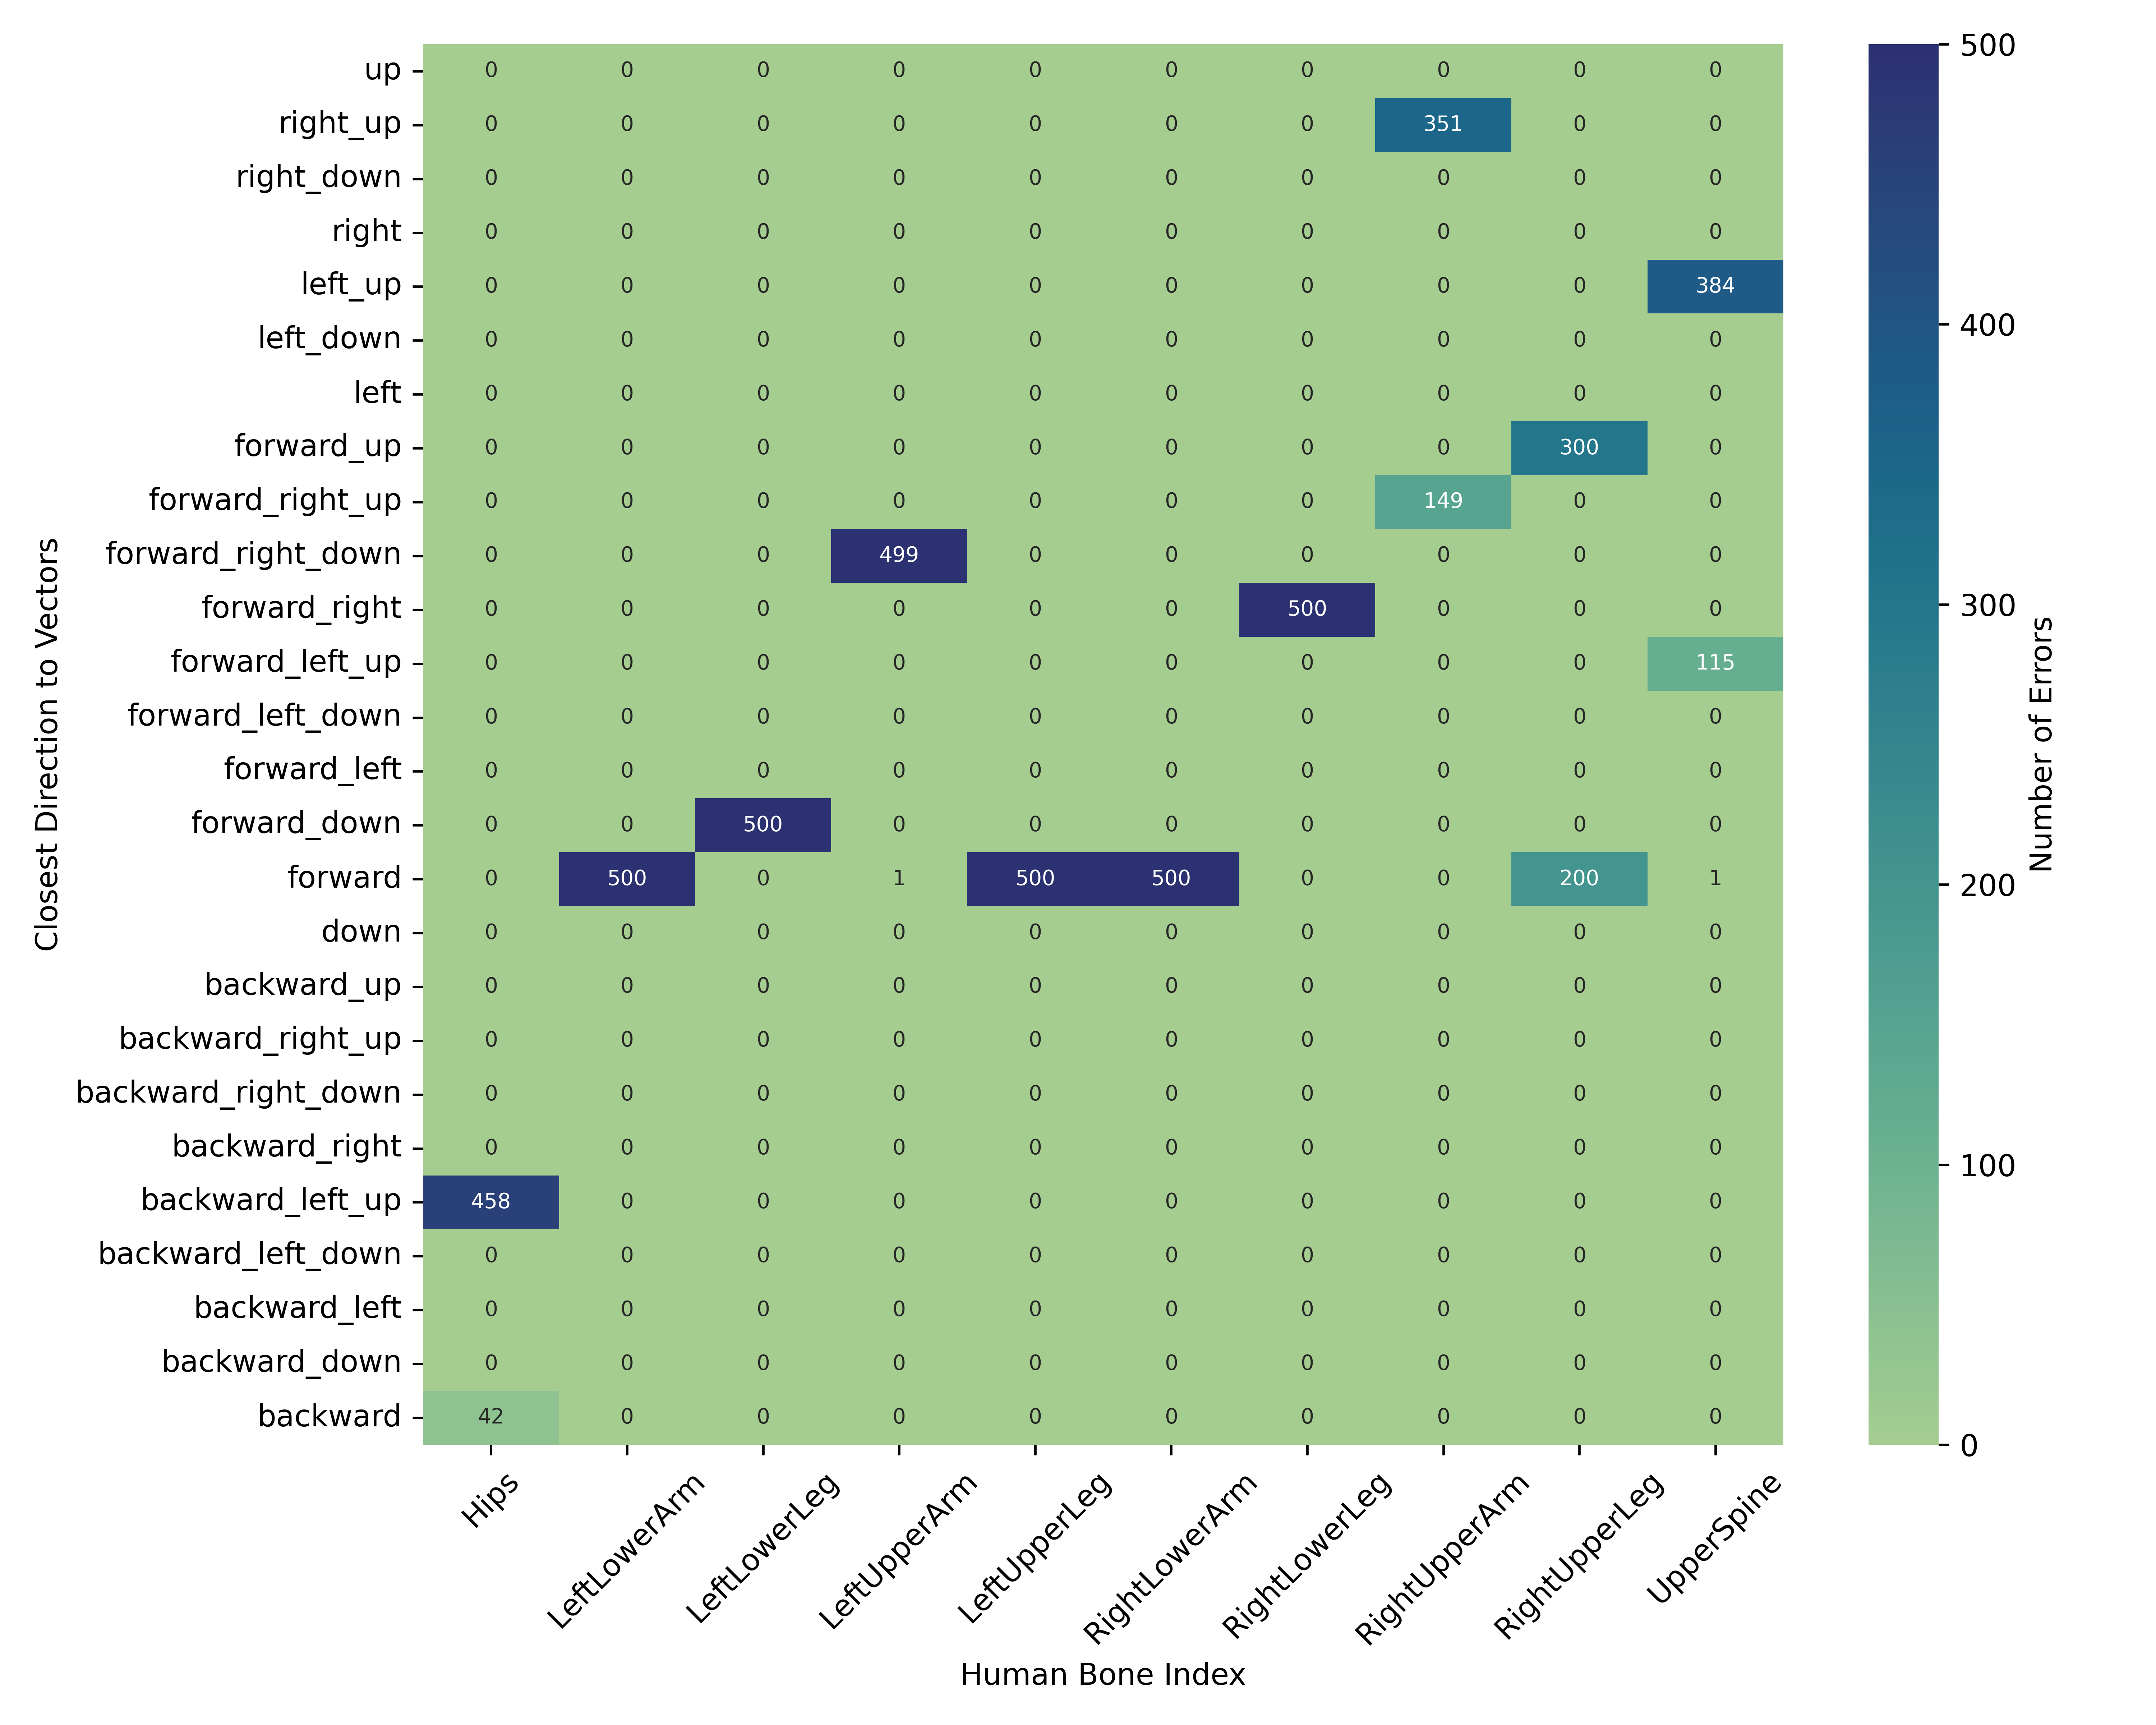 up 0 0 0 0 0 0 0 0 0 0
right_up 0 0 0 0 0 0 0 351 0 0
right_down 0 0 0 0 0 0 0 0 0 0
right 0 0 0 0 0 0 0 0 0 0
left_up 0 0 0 0 0 0 0 0 0 384
left_down 0 0 0 0 0 0 0 0 0 0
left 0 0 0 0 0 0 0 0 0 0
forward_up 0 0 0 0 0 0 0 0 300 0
forward_right_up 0 0 0 0 0 0 0 149 0 0
forward_right_down 0 0 0 499 0 0 0 0 0 0
forward_right 0 0 0 0 0 0 500 0 0 0
forward_left_up 0 0 0 0 0 0 0 0 0 115
forward_left_down 0 0 0 0 0 0 0 0 0 0
forward_left 0 0 0 0 0 0 0 0 0 0
forward_down 0 0 500 0 0 0 0 0 0 0
forward 0 500 0 1 500 500 0 0 200 1
down 0 0 0 0 0 0 0 0 0 0
backward_up 0 0 0 0 0 0 0 0 0 0
backward_right_up 0 0 0 0 0 0 0 0 0 0
backward_right_down 0 0 0 0 0 0 0 0 0 0
backward_right 0 0 0 0 0 0 0 0 0 0
backward_left_up 458 0 0 0 0 0 0 0 0 0
backward_left_down 0 0 0 0 0 0 0 0 0 0
backward_left 0 0 0 0 0 0 0 0 0 0
backward_down 0 0 0 0 0 0 0 0 0 0
backward 42 0 0 0 0 0 0 0 0 0
Hips LeftLowerArm LeftLowerLeg LeftUpperArm LeftUpperLeg RightLowerArm RightLowerLeg RightUpperArm RightUpperLeg UpperSpine
Human Bone Index
Closest Direction to Vectors
500
400
300
200
100
0
Number of Errors